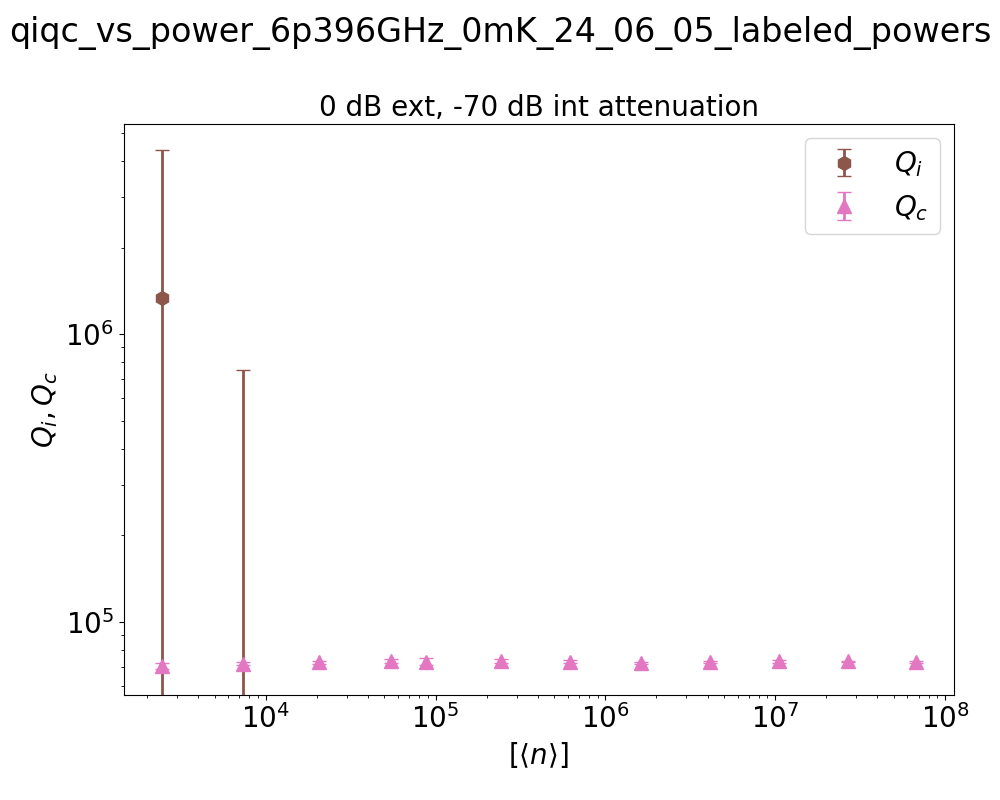 qiqc_vs_power_6p396GHz_0mK_24_06_05_labeled_powers
0 dB ext, -70 dB int attenuation
Q_i
Q_c
Q_i, Q_c
10^6
10^5
10^4 10^5 10^6 10^7 10^8
[⟨n⟩]